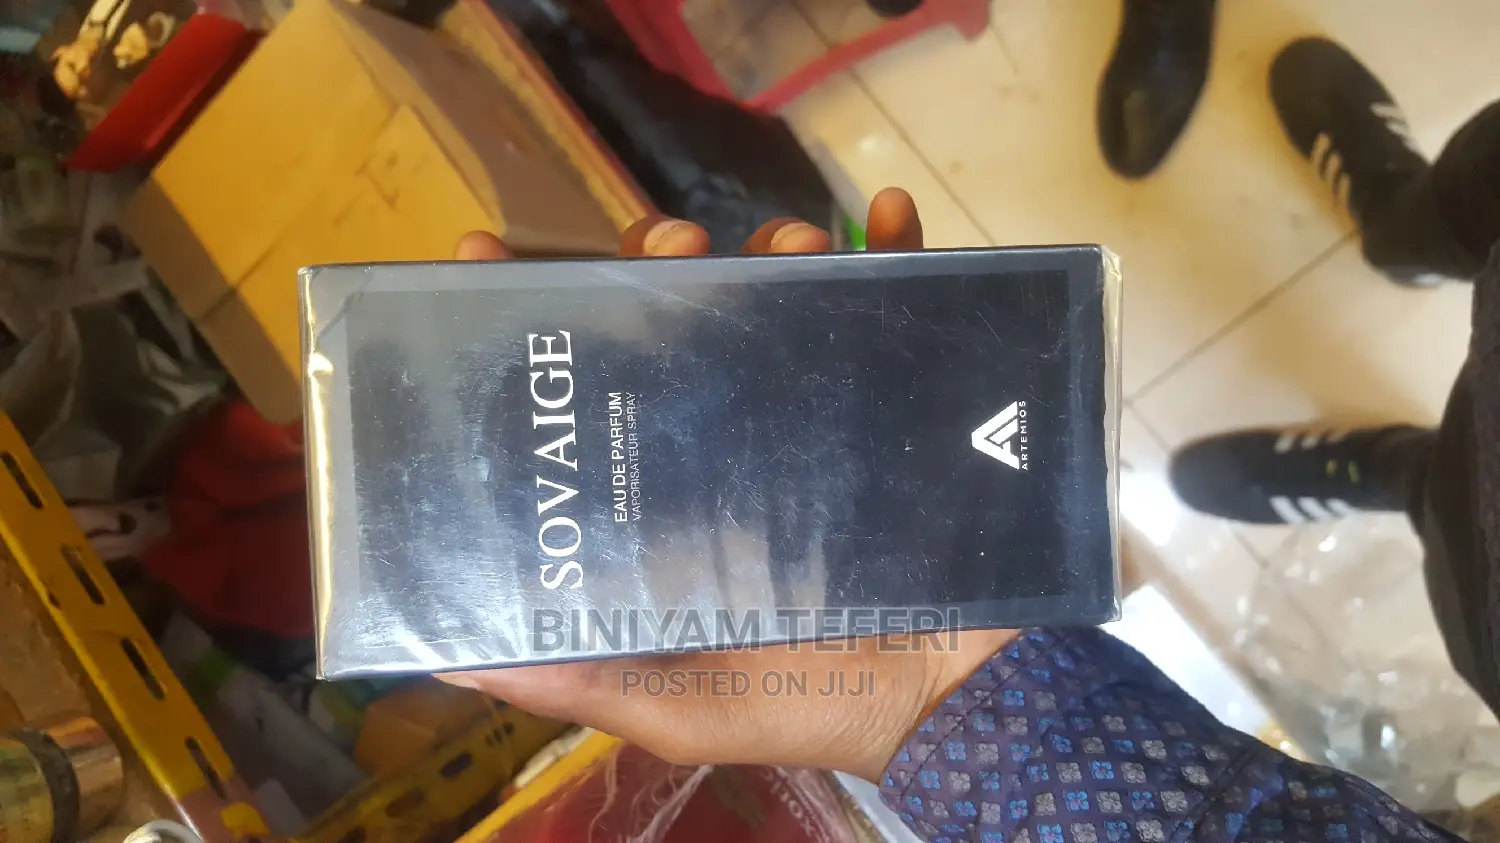 SOVAIGE
EAU DE PARFUM
VAPORISATEUR SPRAY
ARTEMIOS
BINIYAM TEFERI
POSTED ON JIJI